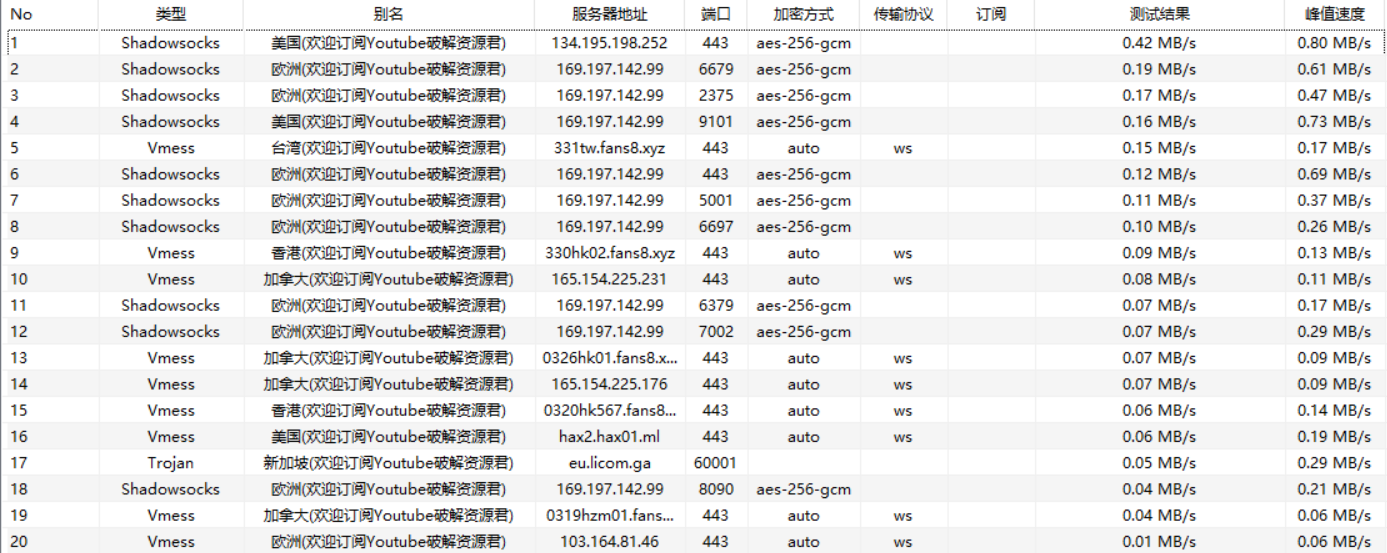 No 类型 别名 服务器地址 端口 加密方式 传输协议 订阅 测试结果 峰值速度
1 Shadowsocks 美国(欢迎订阅Youtube破解资源君) 134.195.198.252 443 aes-256-gcm 0.42 MB/s 0.80 MB/s
2 Shadowsocks 欧洲(欢迎订阅Youtube破解资源君) 169.197.142.99 6679 aes-256-gcm 0.19 MB/s 0.61 MB/s
3 Shadowsocks 欧洲(欢迎订阅Youtube破解资源君) 169.197.142.99 2375 aes-256-gcm 0.17 MB/s 0.47 MB/s
4 Shadowsocks 美国(欢迎订阅Youtube破解资源君) 169.197.142.99 9101 aes-256-gcm 0.16 MB/s 0.73 MB/s
5 Vmess 台湾(欢迎订阅Youtube破解资源君) 331tw.fans8.xyz 443 auto ws 0.15 MB/s 0.17 MB/s
6 Shadowsocks 欧洲(欢迎订阅Youtube破解资源君) 169.197.142.99 443 aes-256-gcm 0.12 MB/s 0.69 MB/s
7 Shadowsocks 欧洲(欢迎订阅Youtube破解资源君) 169.197.142.99 5001 aes-256-gcm 0.11 MB/s 0.37 MB/s
8 Shadowsocks 欧洲(欢迎订阅Youtube破解资源君) 169.197.142.99 6697 aes-256-gcm 0.10 MB/s 0.26 MB/s
9 Vmess 香港(欢迎订阅Youtube破解资源君) 330hk02.fans8.xyz 443 auto ws 0.09 MB/s 0.13 MB/s
10 Vmess 加拿大(欢迎订阅Youtube破解资源君) 165.154.225.231 443 auto ws 0.08 MB/s 0.11 MB/s
11 Shadowsocks 欧洲(欢迎订阅Youtube破解资源君) 169.197.142.99 6379 aes-256-gcm 0.07 MB/s 0.17 MB/s
12 Shadowsocks 欧洲(欢迎订阅Youtube破解资源君) 169.197.142.99 7002 aes-256-gcm 0.07 MB/s 0.29 MB/s
13 Vmess 加拿大(欢迎订阅Youtube破解资源君) 0326hk01.fans8.x... 443 auto ws 0.07 MB/s 0.09 MB/s
14 Vmess 加拿大(欢迎订阅Youtube破解资源君) 165.154.225.176 443 auto ws 0.07 MB/s 0.09 MB/s
15 Vmess 香港(欢迎订阅Youtube破解资源君) 0320hk567.fans8... 443 auto ws 0.06 MB/s 0.14 MB/s
16 Vmess 美国(欢迎订阅Youtube破解资源君) hax2.hax01.ml 443 auto ws 0.06 MB/s 0.19 MB/s
17 Trojan 新加坡(欢迎订阅Youtube破解资源君) eu.licom.ga 60001 0.05 MB/s 0.29 MB/s
18 Shadowsocks 欧洲(欢迎订阅Youtube破解资源君) 169.197.142.99 8090 aes-256-gcm 0.04 MB/s 0.21 MB/s
19 Vmess 加拿大(欢迎订阅Youtube破解资源君) 0319hzm01.fans... 443 auto ws 0.04 MB/s 0.06 MB/s
20 Vmess 欧洲(欢迎订阅Youtube破解资源君) 103.164.81.46 443 auto ws 0.01 MB/s 0.06 MB/s